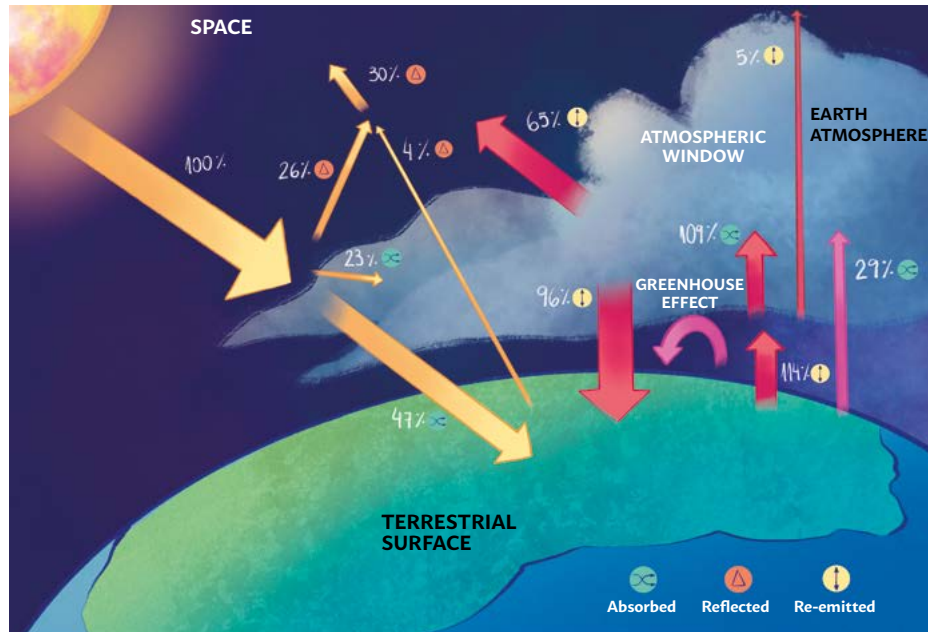 SPACE
30%
5%
65%
EARTH
ATMOSPHERE
ATMOSPHERIC
WINDOW
100%
26%
4%
109%
23%
29%
GREENHOUSE
EFFECT
96%
114%
47%
TERRESTRIAL
SURFACE
Absorbed
Reflected
Re-emitted